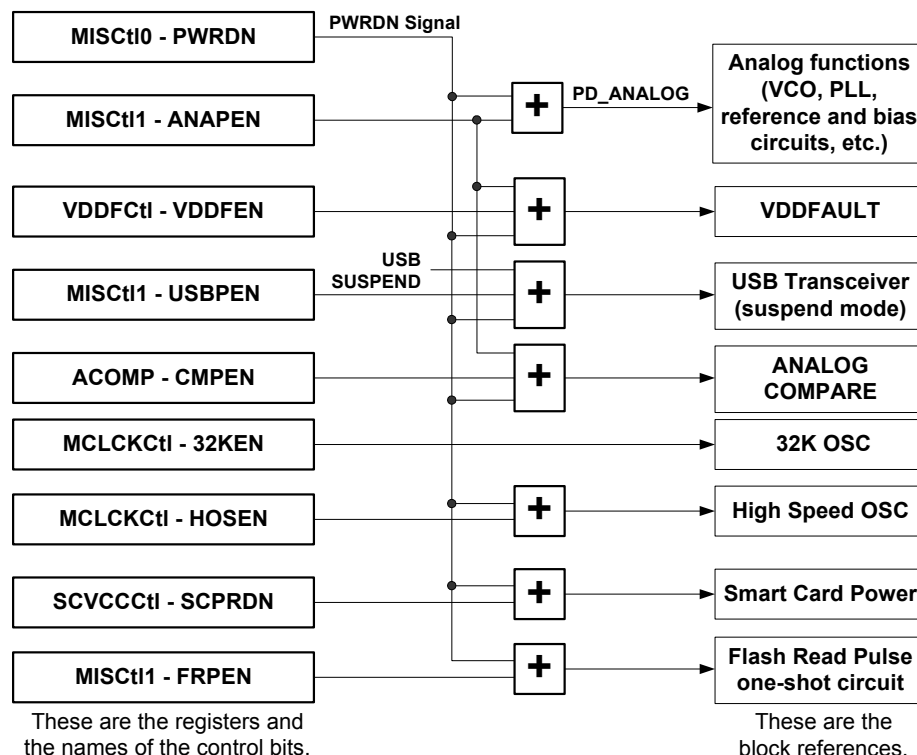 MISCtl0 - PWRDN
PWRDN Signal
MISCtl1 - ANAPEN
+
PD_ANALOG
Analog functions
(VCO, PLL,
reference and bias
circuits, etc.)
VDDFCtl - VDDFEN
+
VDDFAULT
USB
SUSPEND
MISCtl1 - USBPEN
+
USB Transceiver
(suspend mode)
ACOMP - CMPEN
+
ANALOG
COMPARE
MCLCKCtl - 32KEN
32K OSC
MCLCKCtl - HOSEN
+
High Speed OSC
SCVCCCtl - SCPRDN
+
Smart Card Power
MISCtl1 - FRPEN
+
Flash Read Pulse
one-shot circuit
These are the registers and
the names of the control bits.
These are the
block references.